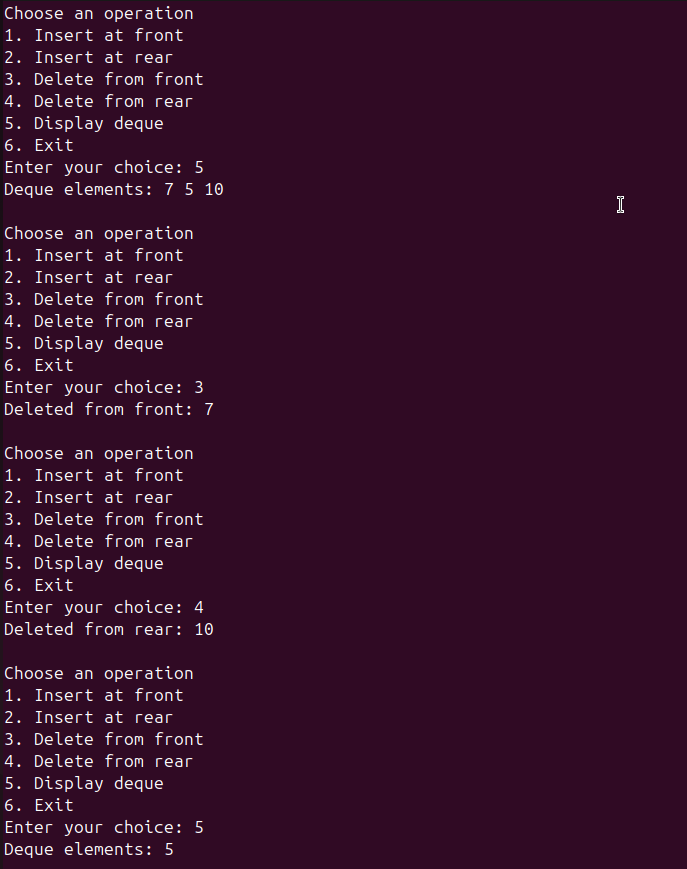 Choose an operation
1. Insert at front
2. Insert at rear
3. Delete from front
4. Delete from rear
5. Display deque
6. Exit
Enter your choice: 5
Deque elements: 7 5 10

Choose an operation
1. Insert at front
2. Insert at rear
3. Delete from front
4. Delete from rear
5. Display deque
6. Exit
Enter your choice: 3
Deleted from front: 7

Choose an operation
1. Insert at front
2. Insert at rear
3. Delete from front
4. Delete from rear
5. Display deque
6. Exit
Enter your choice: 4
Deleted from rear: 10

Choose an operation
1. Insert at front
2. Insert at rear
3. Delete from front
4. Delete from rear
5. Display deque
6. Exit
Enter your choice: 5
Deque elements: 5